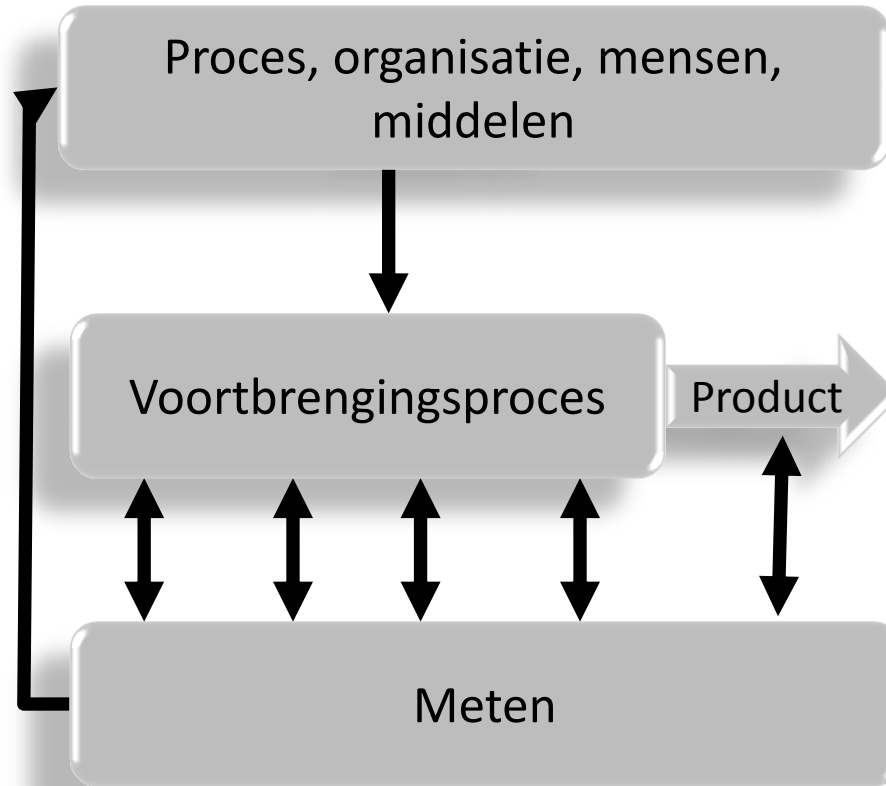 Proces, organisatie, mensen,
middelen
Voortbrengingsproces
Product
Meten